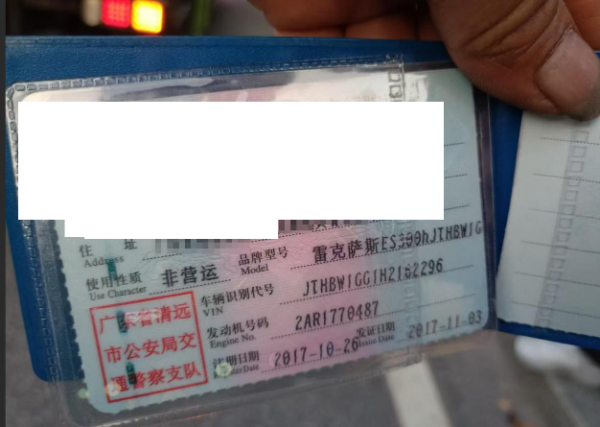 住 址
Address
使用性质 非营运 品牌型号 雷克萨斯ES300hJTHBW1G
Use Character Model
车辆识别代号 JTHBW1GG1H2162296
VIN
发动机号码 2AR1770487
Engine No.
注册日期 2017-10-26 发证日期 2017-11-03
Issue Date
广东省清远
市公安局交
通警察支队